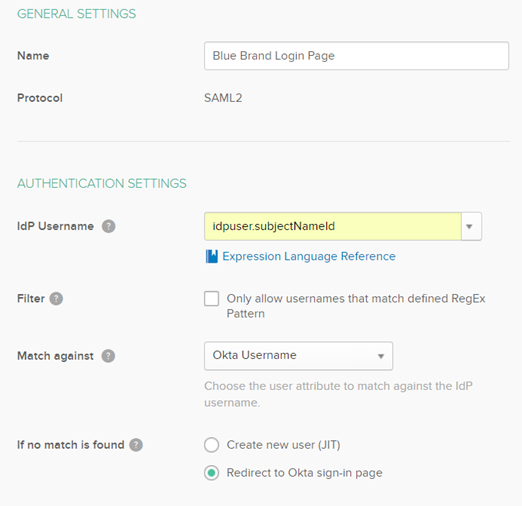 GENERAL SETTINGS
Name
Blue Brand Login Page
Protocol
SAML2
AUTHENTICATION SETTINGS
IdP Username ?
idpuser.subjectNameId
Expression Language Reference
Filter ?
Only allow usernames that match defined RegEx
Pattern
Match against ?
Okta Username
Choose the user attribute to match against the IdP
username.
If no match is found ?
Create new user (JIT)
Redirect to Okta sign-in page